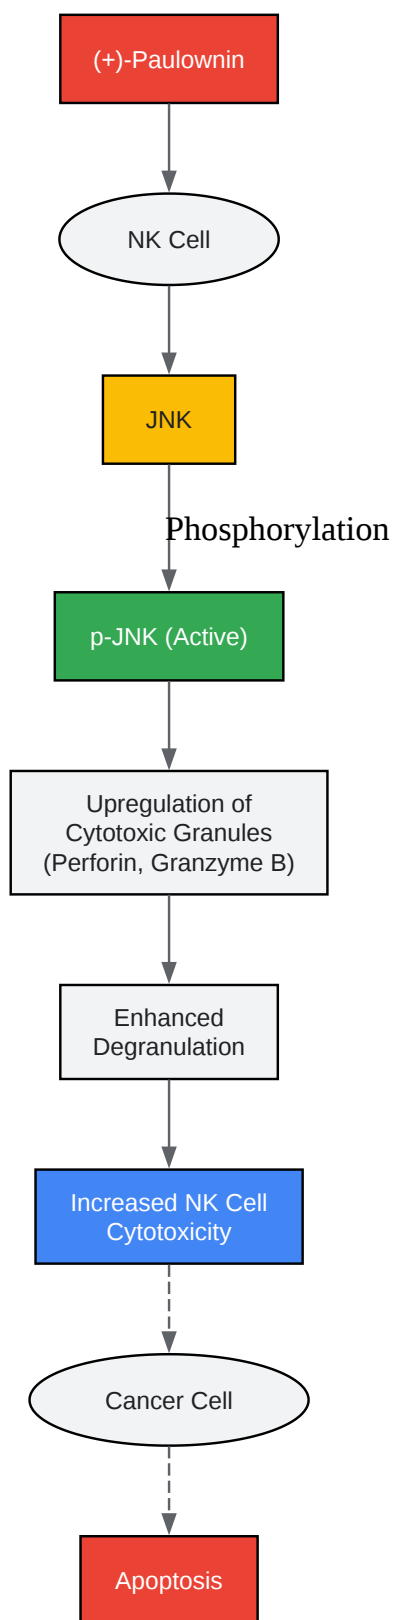 (+)-Paulownin
NK Cell
JNK
Phosphorylation
p-JNK (Active)
Upregulation of
Cytotoxic Granules
(Perforin, Granzyme B)
Enhanced
Degranulation
Increased NK Cell
Cytotoxicity
Cancer Cell
Apoptosis